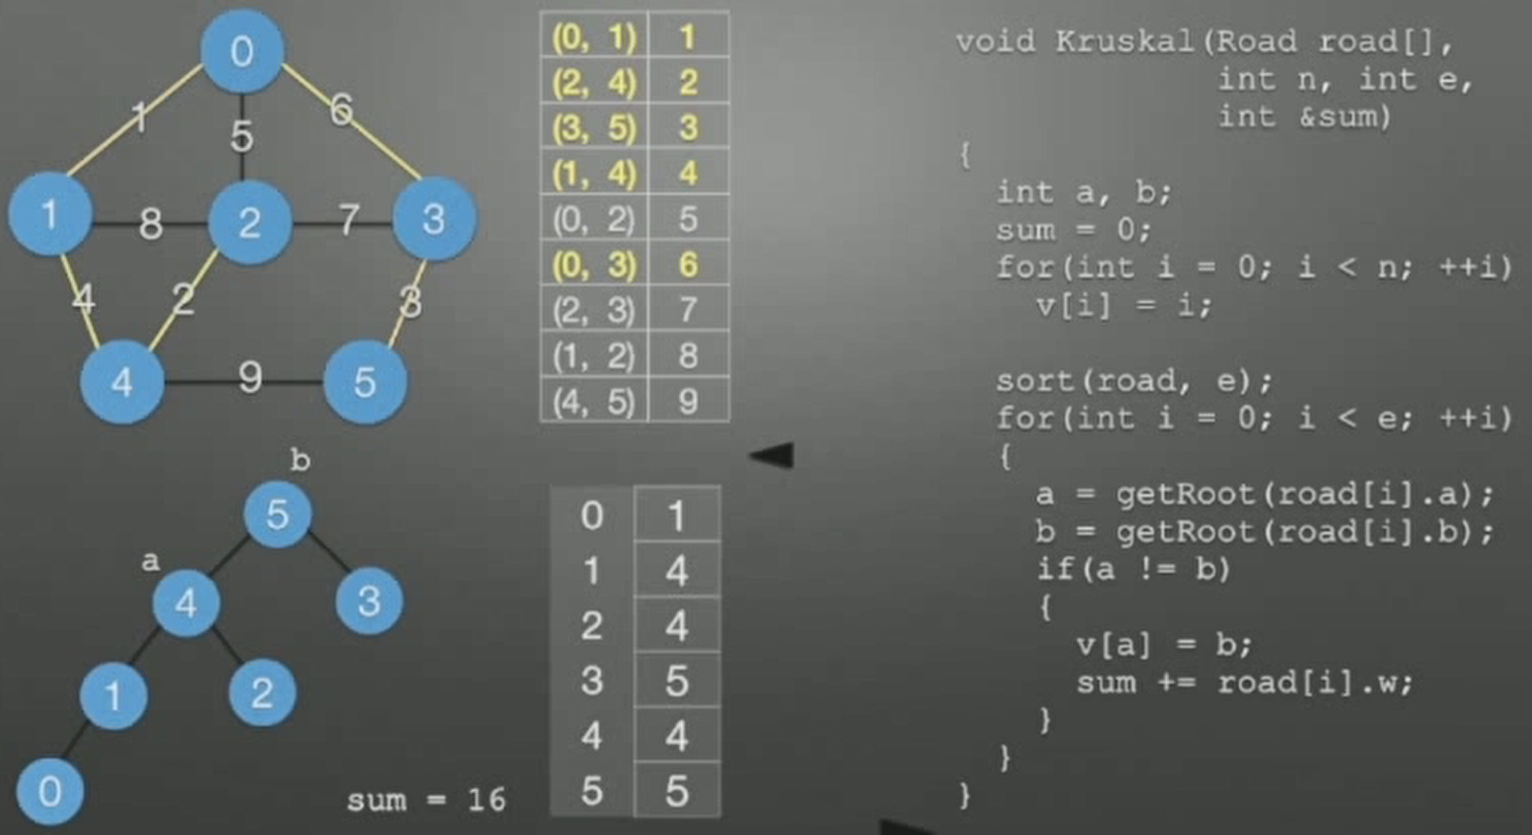 0
1
5
6
1
8
2
7
3
4
2
3
4
9
5
(0, 1) 1
(2, 4) 2
(3, 5) 3
(1, 4) 4
(0, 2) 5
(0, 3) 6
(2, 3) 7
(1, 2) 8
(4, 5) 9
b
5
a
4
3
1
2
0
sum = 16
0 1
1 4
2 4
3 5
4 4
5 5
void Kruskal(Road road[],
int n, int e,
int &sum)
{
int a, b;
sum = 0;
for(int i = 0; i < n; ++i)
v[i] = i;
sort(road, e);
for(int i = 0; i < e; ++i)
{
a = getRoot(road[i].a);
b = getRoot(road[i].b);
if(a != b)
{
v[a] = b;
sum += road[i].w;
}
}
}